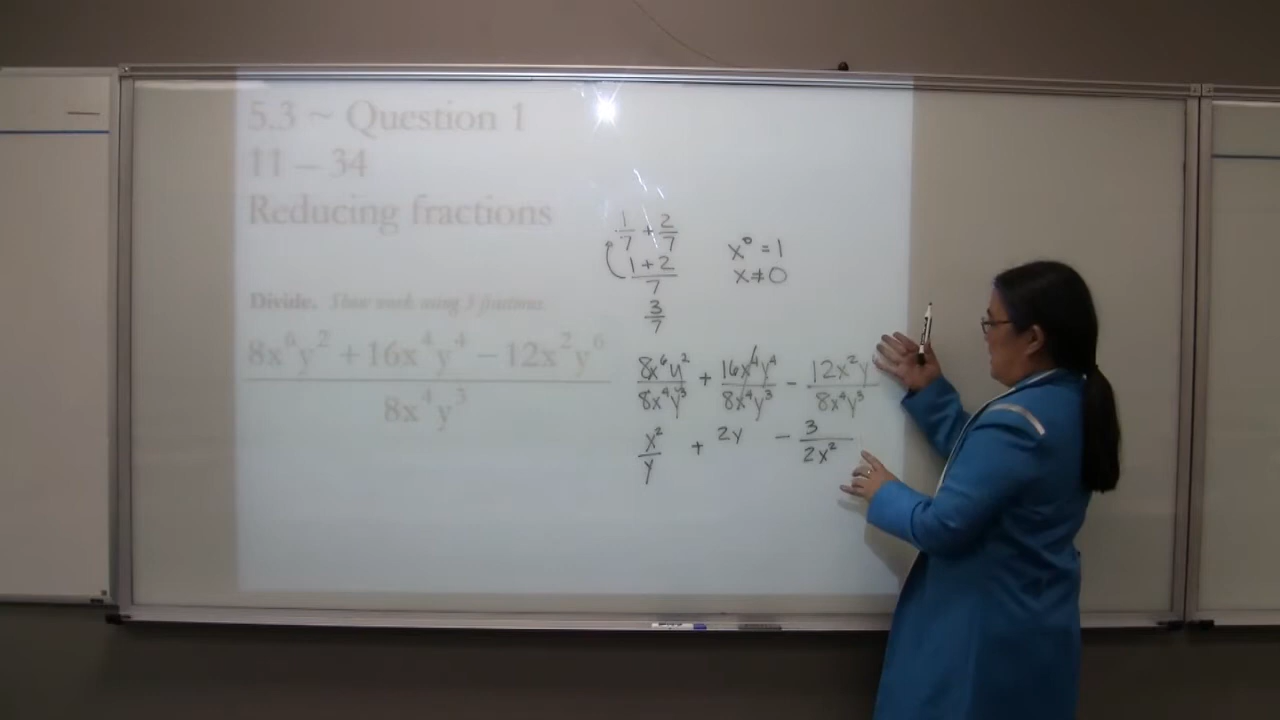 5.3 ~ Question 1
11 – 34
Reducing fractions
Divide. Show work using 3 fractions.
8x⁶y² + 16x⁴y⁴ – 12x²y⁶
8x⁴y³
1/7 + 2/7
1+2
7
3
7
x⁰ = 1
x ≠ 0
8x⁶y²/8x⁴y³ + 16x⁴y⁴/8x⁴y³ - 12x²y/8x⁴y³
x²/y + 2y - 3/2x²